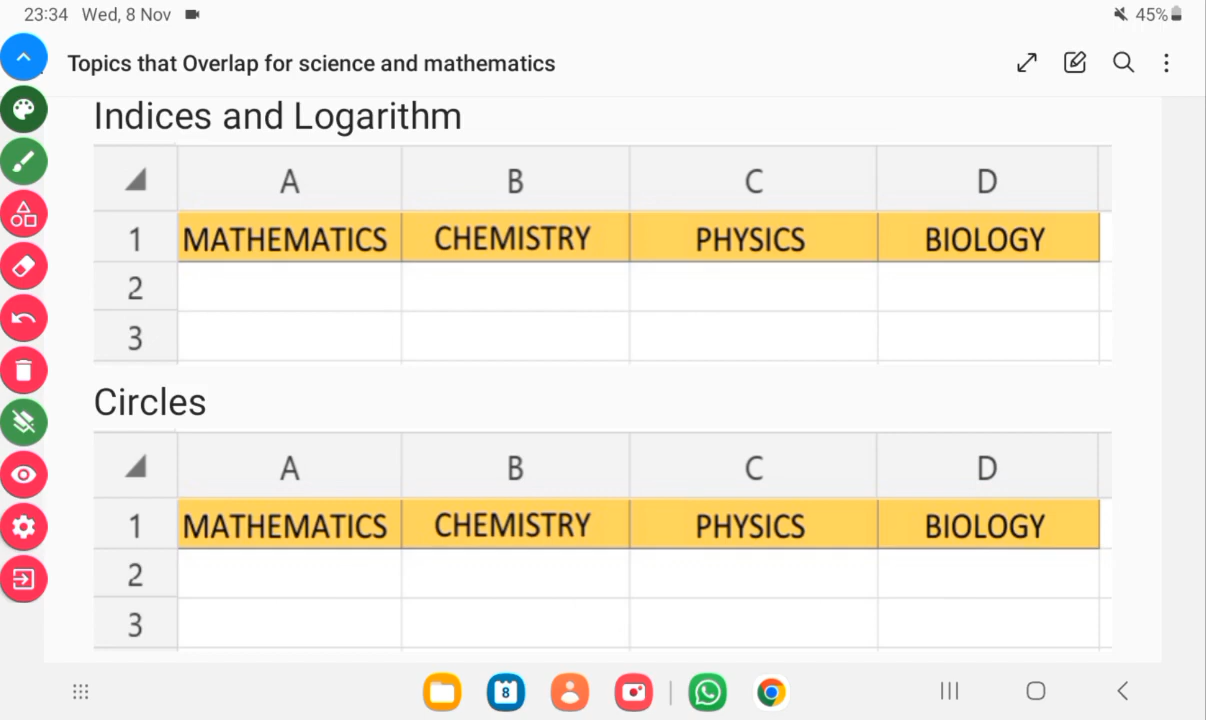 23:34 Wed, 8 Nov 45%
Topics that Overlap for science and mathematics
Indices and Logarithm
A B C D
1 MATHEMATICS CHEMISTRY PHYSICS BIOLOGY
2
3
Circles
A B C D
1 MATHEMATICS CHEMISTRY PHYSICS BIOLOGY
2
3
8